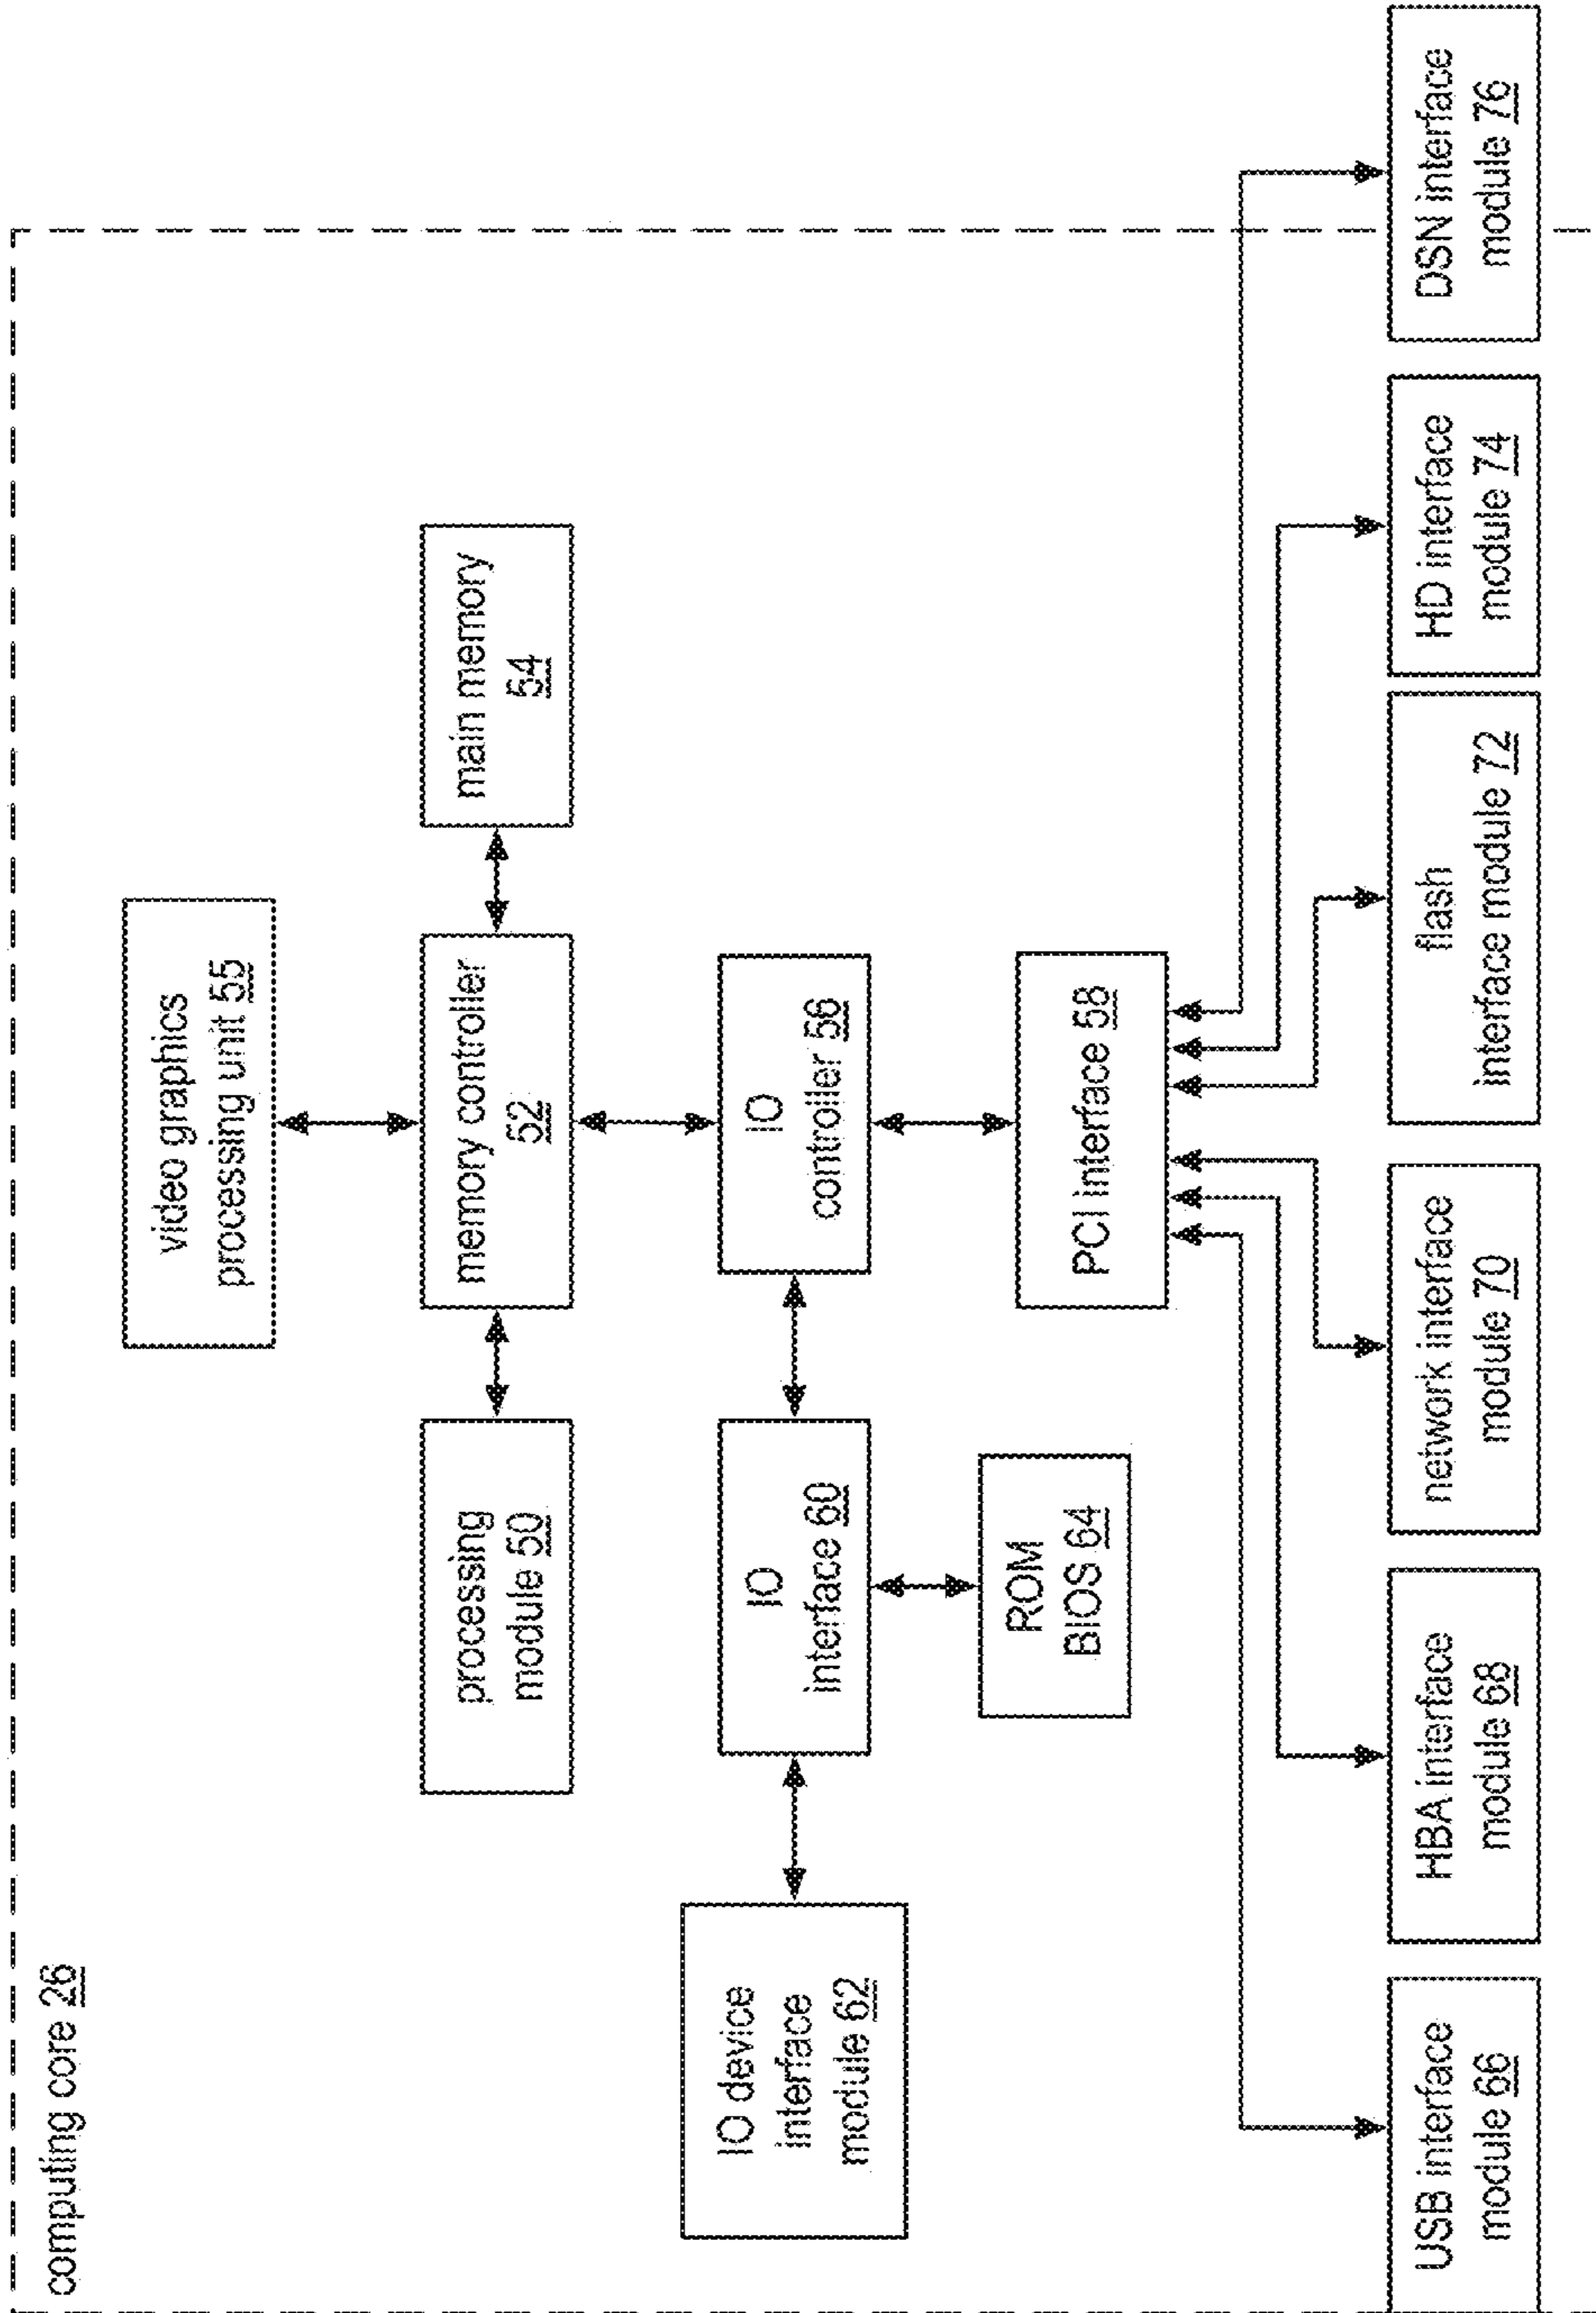 computing core 26
video graphics
processing unit 55
processing
module 50
memory controller
52
main memory
54
IO device
interface
module 62
IO
interface 60
IO
controller 56
ROM
BIOS 64
PCI interface 58
USB interface
module 66
HBA interface
module 68
network interface
module 70
flash
interface module 72
HD interface
module 74
DSN interface
module 76